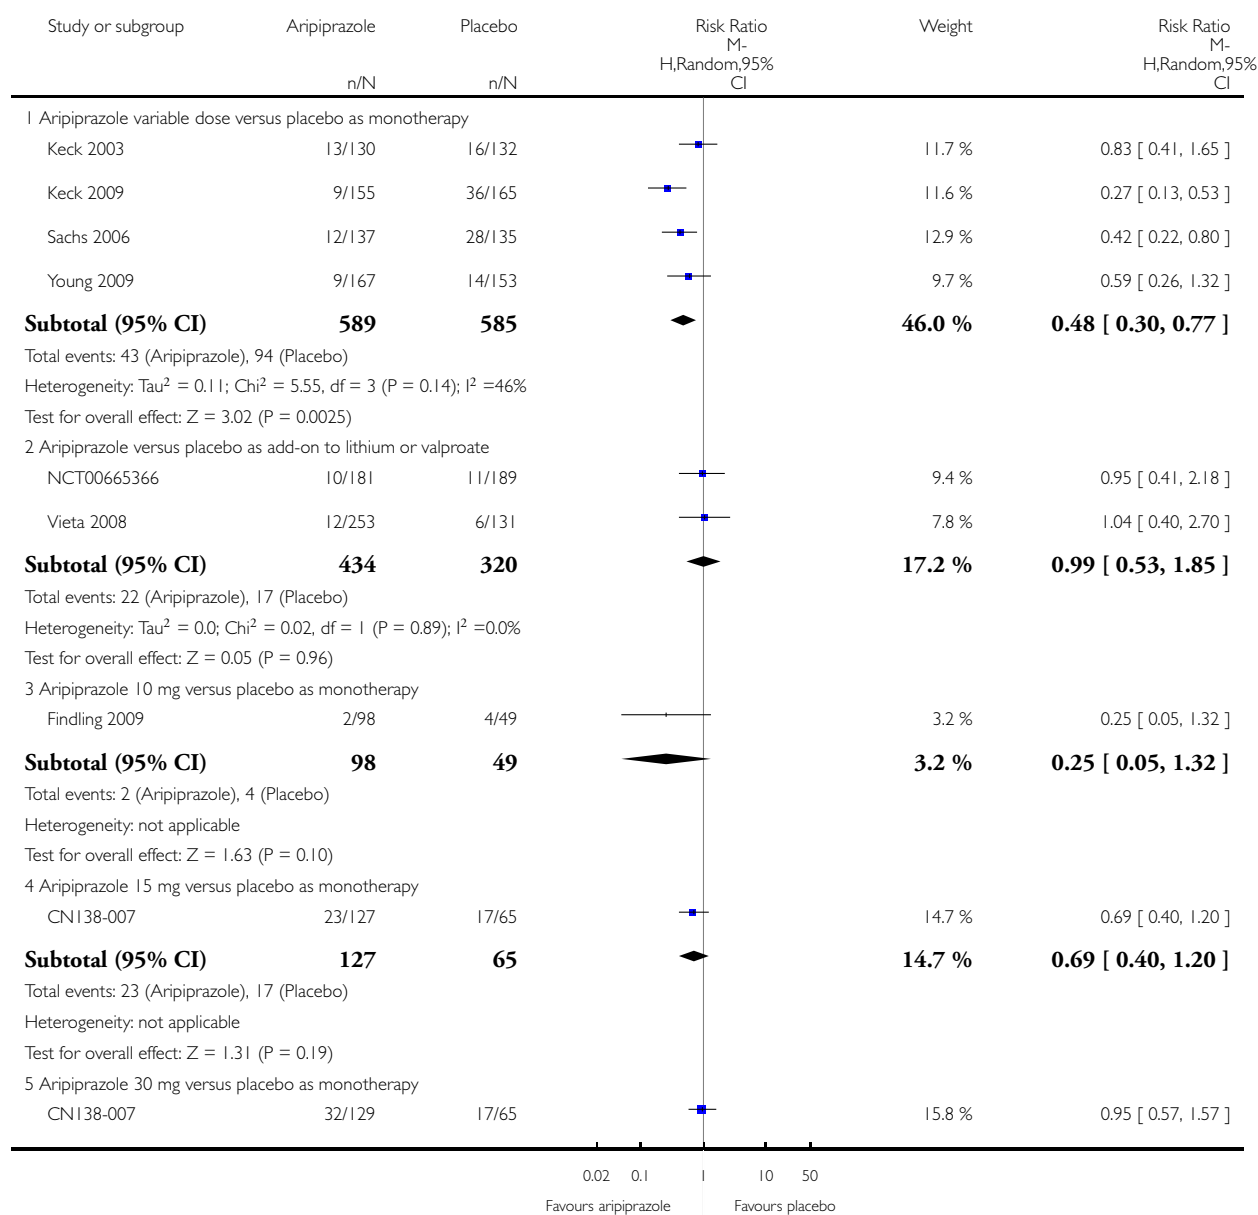 Study or subgroup Aripiprazole Placebo Risk Ratio Weight Risk Ratio
M- M-
H,Random,95% H,Random,95%
n/N n/N CI CI
1 Aripiprazole variable dose versus placebo as monotherapy
Keck 2003 13/130 16/132 11.7 % 0.83 [ 0.41, 1.65 ]
Keck 2009 9/155 36/165 11.6 % 0.27 [ 0.13, 0.53 ]
Sachs 2006 12/137 28/135 12.9 % 0.42 [ 0.22, 0.80 ]
Young 2009 9/167 14/153 9.7 % 0.59 [ 0.26, 1.32 ]
Subtotal (95% CI) 589 585 46.0 % 0.48 [ 0.30, 0.77 ]
Total events: 43 (Aripiprazole), 94 (Placebo)
Heterogeneity: Tau² = 0.11; Chi² = 5.55, df = 3 (P = 0.14); I² =46%
Test for overall effect: Z = 3.02 (P = 0.0025)
2 Aripiprazole versus placebo as add-on to lithium or valproate
NCT00665366 10/181 11/189 9.4 % 0.95 [ 0.41, 2.18 ]
Vieta 2008 12/253 6/131 7.8 % 1.04 [ 0.40, 2.70 ]
Subtotal (95% CI) 434 320 17.2 % 0.99 [ 0.53, 1.85 ]
Total events: 22 (Aripiprazole), 17 (Placebo)
Heterogeneity: Tau² = 0.0; Chi² = 0.02, df = 1 (P = 0.89); I² =0.0%
Test for overall effect: Z = 0.05 (P = 0.96)
3 Aripiprazole 10 mg versus placebo as monotherapy
Findling 2009 2/98 4/49 3.2 % 0.25 [ 0.05, 1.32 ]
Subtotal (95% CI) 98 49 3.2 % 0.25 [ 0.05, 1.32 ]
Total events: 2 (Aripiprazole), 4 (Placebo)
Heterogeneity: not applicable
Test for overall effect: Z = 1.63 (P = 0.10)
4 Aripiprazole 15 mg versus placebo as monotherapy
CN138-007 23/127 17/65 14.7 % 0.69 [ 0.40, 1.20 ]
Subtotal (95% CI) 127 65 14.7 % 0.69 [ 0.40, 1.20 ]
Total events: 23 (Aripiprazole), 17 (Placebo)
Heterogeneity: not applicable
Test for overall effect: Z = 1.31 (P = 0.19)
5 Aripiprazole 30 mg versus placebo as monotherapy
CN138-007 32/129 17/65 15.8 % 0.95 [ 0.57, 1.57 ]
0.02 0.1 1 10 50
Favours aripiprazole Favours placebo